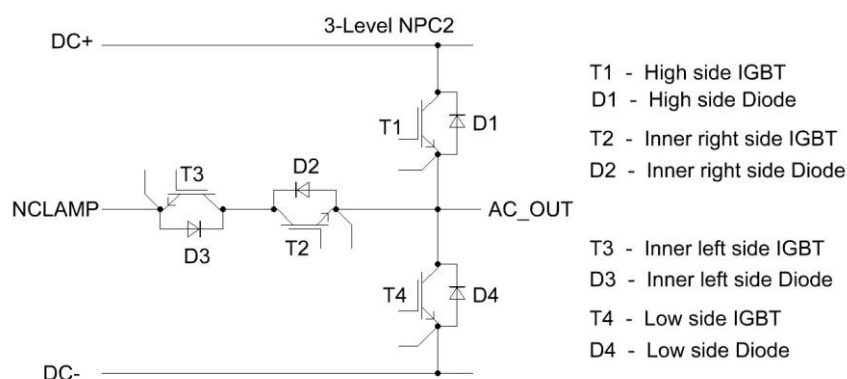 3-Level NPC2
DC+
T1
D1
D2
T3
NCLAMP
AC_OUT
D3
T2
T4
D4
DC-
T1 - High side IGBT
D1 - High side Diode
T2 - Inner right side IGBT
D2 - Inner right side Diode
T3 - Inner left side IGBT
D3 - Inner left side Diode
T4 - Low side IGBT
D4 - Low side Diode